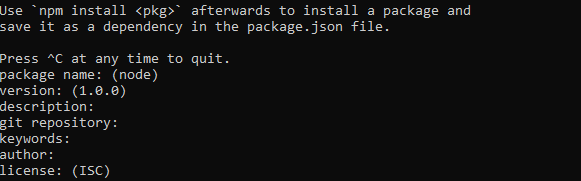 Use `npm install <pkg>` afterwards to install a package and
save it as a dependency in the package.json file.
Press ^C at any time to quit.
package name: (node)
version: (1.0.0)
description:
git repository:
keywords:
author:
license: (ISC)